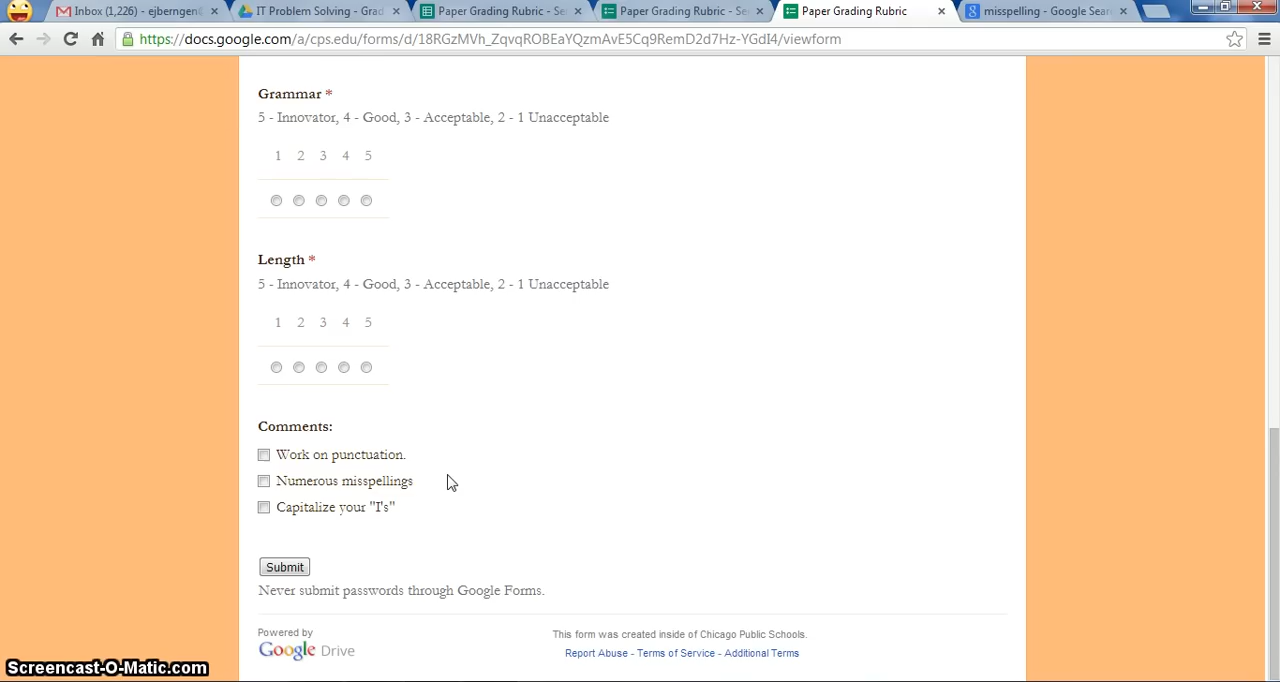 Inbox (1,226) - ejberngen@
IT Problem Solving - Grad
Paper Grading Rubric - Se
Paper Grading Rubric - Se
Paper Grading Rubric
misspelling - Google Sear
https://docs.google.com/a/cps.edu/forms/d/18RGzMVh_ZqvqROBEaYQzmAvE5Cq9RemD2d7Hz-YGdI4/viewform
Grammar *
5 - Innovator, 4 - Good, 3 - Acceptable, 2 - 1 Unacceptable
1 2 3 4 5
Length *
5 - Innovator, 4 - Good, 3 - Acceptable, 2 - 1 Unacceptable
1 2 3 4 5
Comments:
Work on punctuation.
Numerous misspellings
Capitalize your "I's"
Submit
Never submit passwords through Google Forms.
Powered by
Google Drive
This form was created inside of Chicago Public Schools.
Report Abuse - Terms of Service - Additional Terms
Screencast-O-Matic.com